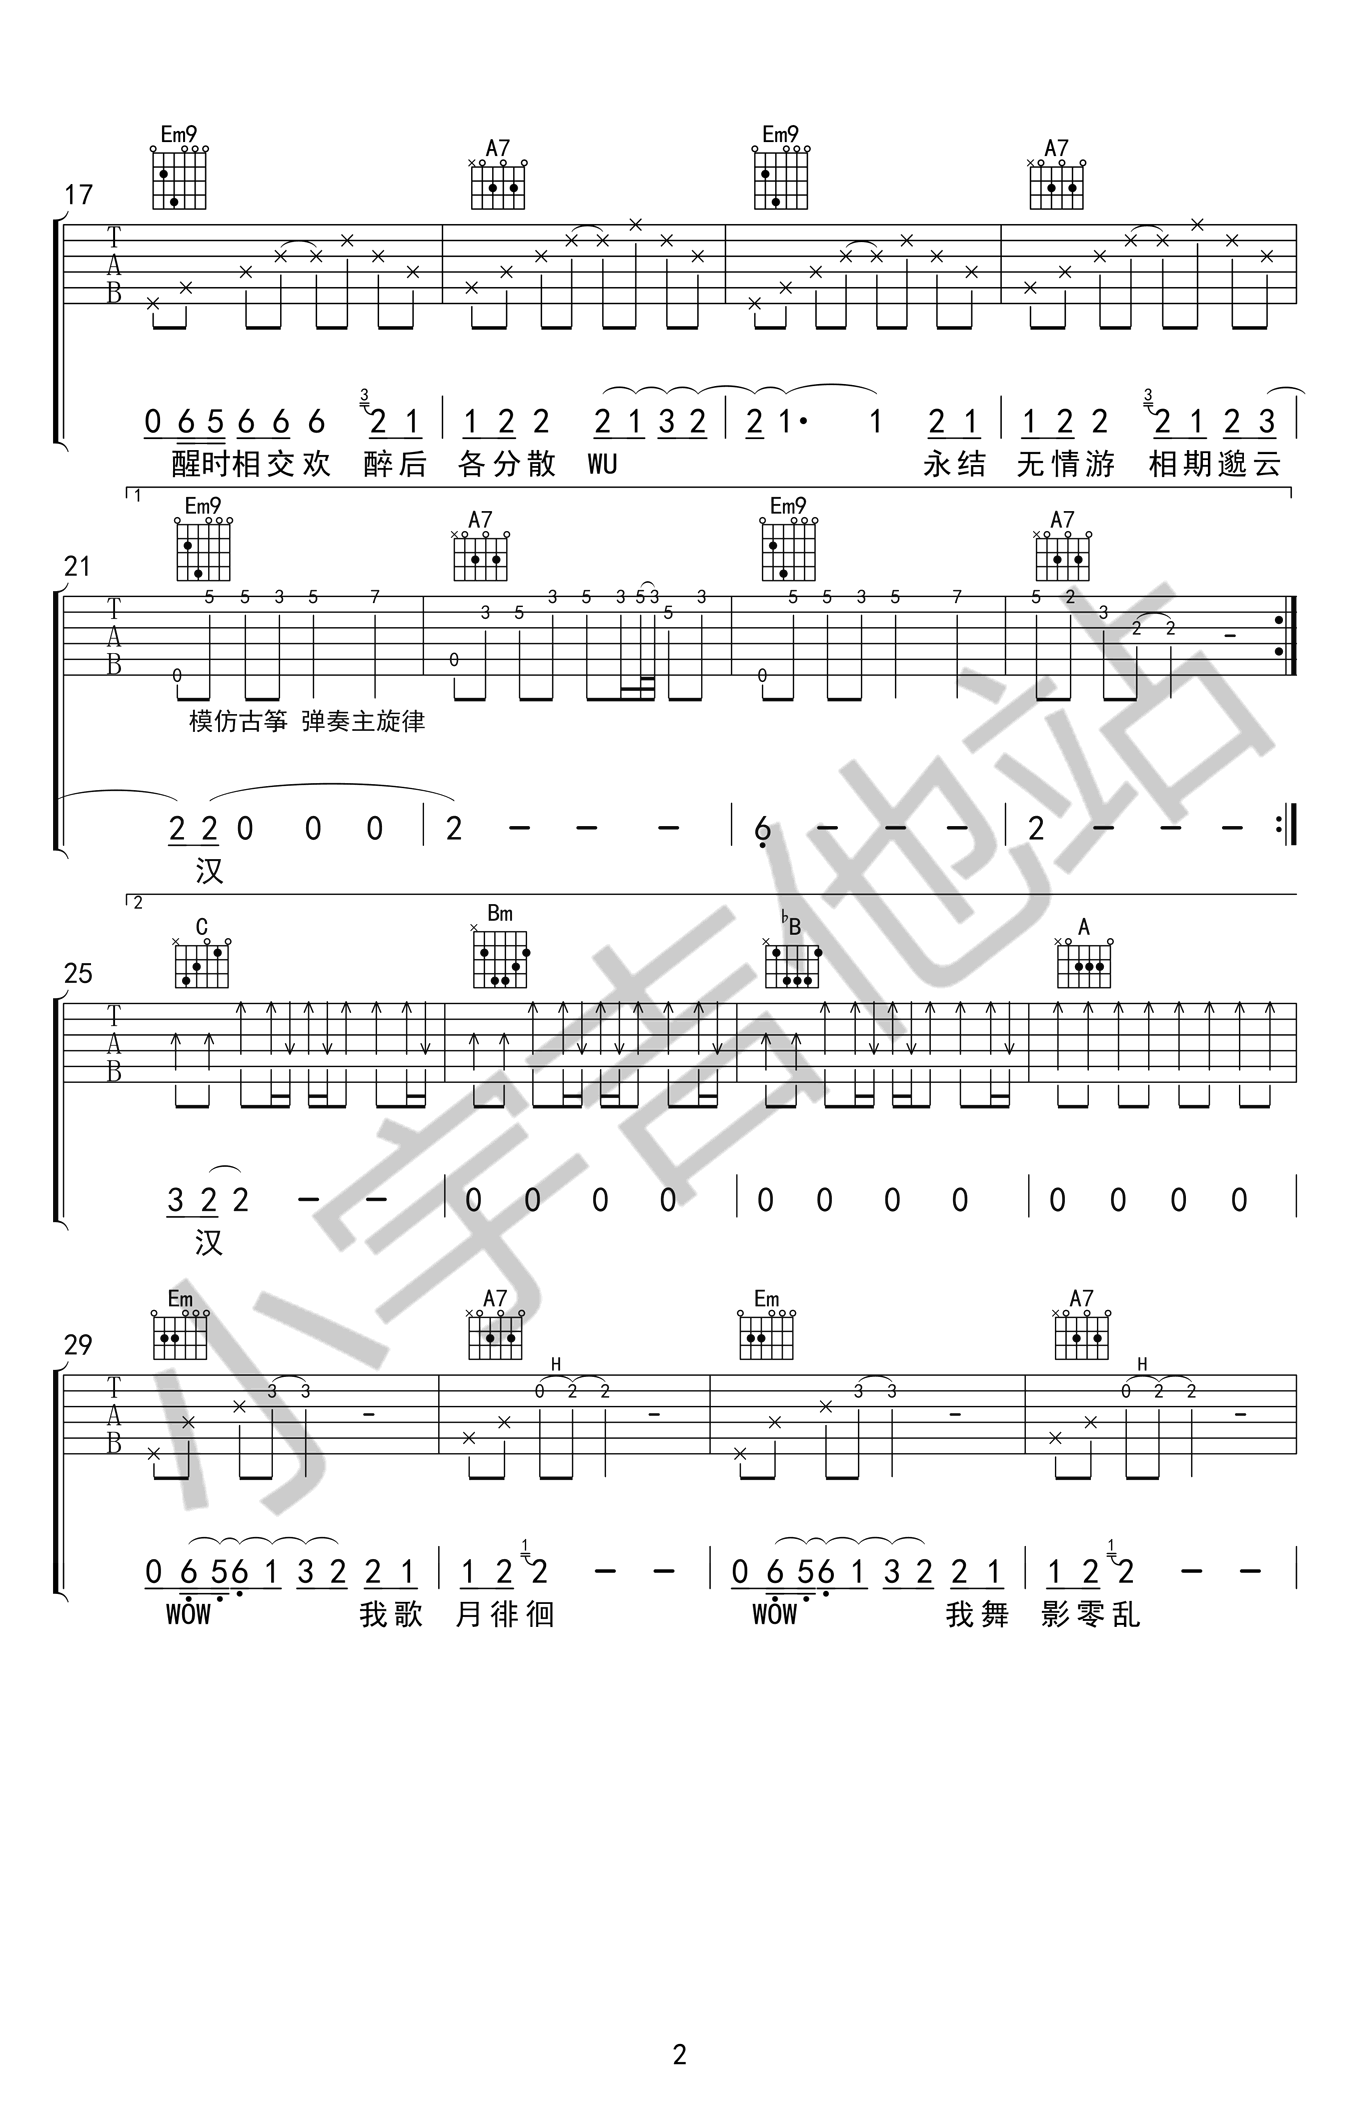 Em9 A7 Em9 A7
17
T
A
B
0 6 5 6 6 6 3 2 1 1 2 2 2 1 3 2 2 1· 1 2 1 1 2 2 3 2 1 2 3
醒时相交欢 醉后 各分散 WU 永结 无情游 相期邈云
1
Em9 A7 Em9 A7
21
T 5 5 3 5 7 3 5 3 5 3 5 3 5 3 5 5 3 5 7 5 2 3 2 2 -
A
B 0 0 0
模仿古筝 弹奏主旋律
2 2 0 0 0 2 - - - 6 - - - 2 - - -
汉
2
C Bm ♭B A
25
T
A
B
3 2 2 - - 0 0 0 0 0 0 0 0 0 0 0 0
汉
Em A7 Em A7
29
H H
T 3 3 - 0 2 2 - 3 3 - 0 2 2 -
A
B
0 6 5 6 1 3 2 2 1 1 2 1 2 - - 0 6 5 6 1 3 2 2 1 1 2 1 2 - -
WOW 我歌 月徘徊 WOW 我舞 影零乱
小宇吉他站
2